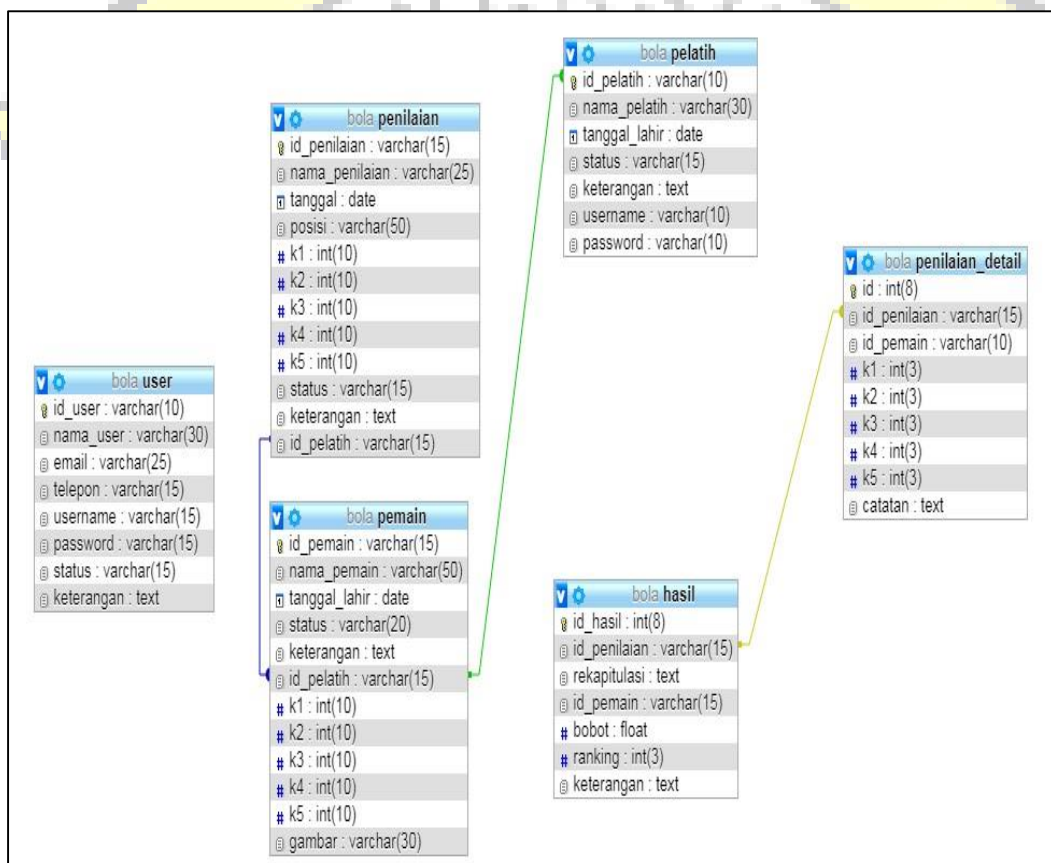 bola pelatih
id_pelatih : varchar(10)
nama_pelatih : varchar(30)
tanggal_lahir : date
status : varchar(15)
keterangan : text
username : varchar(10)
password : varchar(10)
bola penilaian
id_penilaian : varchar(15)
nama_penilaian : varchar(25)
tanggal : date
posisi : varchar(50)
# k1 : int(10)
# k2 : int(10)
# k3 : int(10)
# k4 : int(10)
# k5 : int(10)
status : varchar(15)
keterangan : text
id_pelatih : varchar(15)
bola penilaian_detail
id : int(8)
id_penilaian : varchar(15)
id_pemain : varchar(10)
# k1 : int(3)
# k2 : int(3)
# k3 : int(3)
# k4 : int(3)
# k5 : int(3)
catatan : text
bola user
id_user : varchar(10)
nama_user : varchar(30)
email : varchar(25)
telepon : varchar(15)
username : varchar(15)
password : varchar(15)
status : varchar(15)
keterangan : text
bola pemain
id_pemain : varchar(15)
nama_pemain : varchar(50)
tanggal_lahir : date
status : varchar(20)
keterangan : text
id_pelatih : varchar(15)
# k1 : int(10)
# k2 : int(10)
# k3 : int(10)
# k4 : int(10)
# k5 : int(10)
gambar : varchar(30)
bola hasil
id_hasil : int(8)
id_penilaian : varchar(15)
rekapitulasi : text
id_pemain : varchar(15)
# bobot : float
# ranking : int(3)
keterangan : text